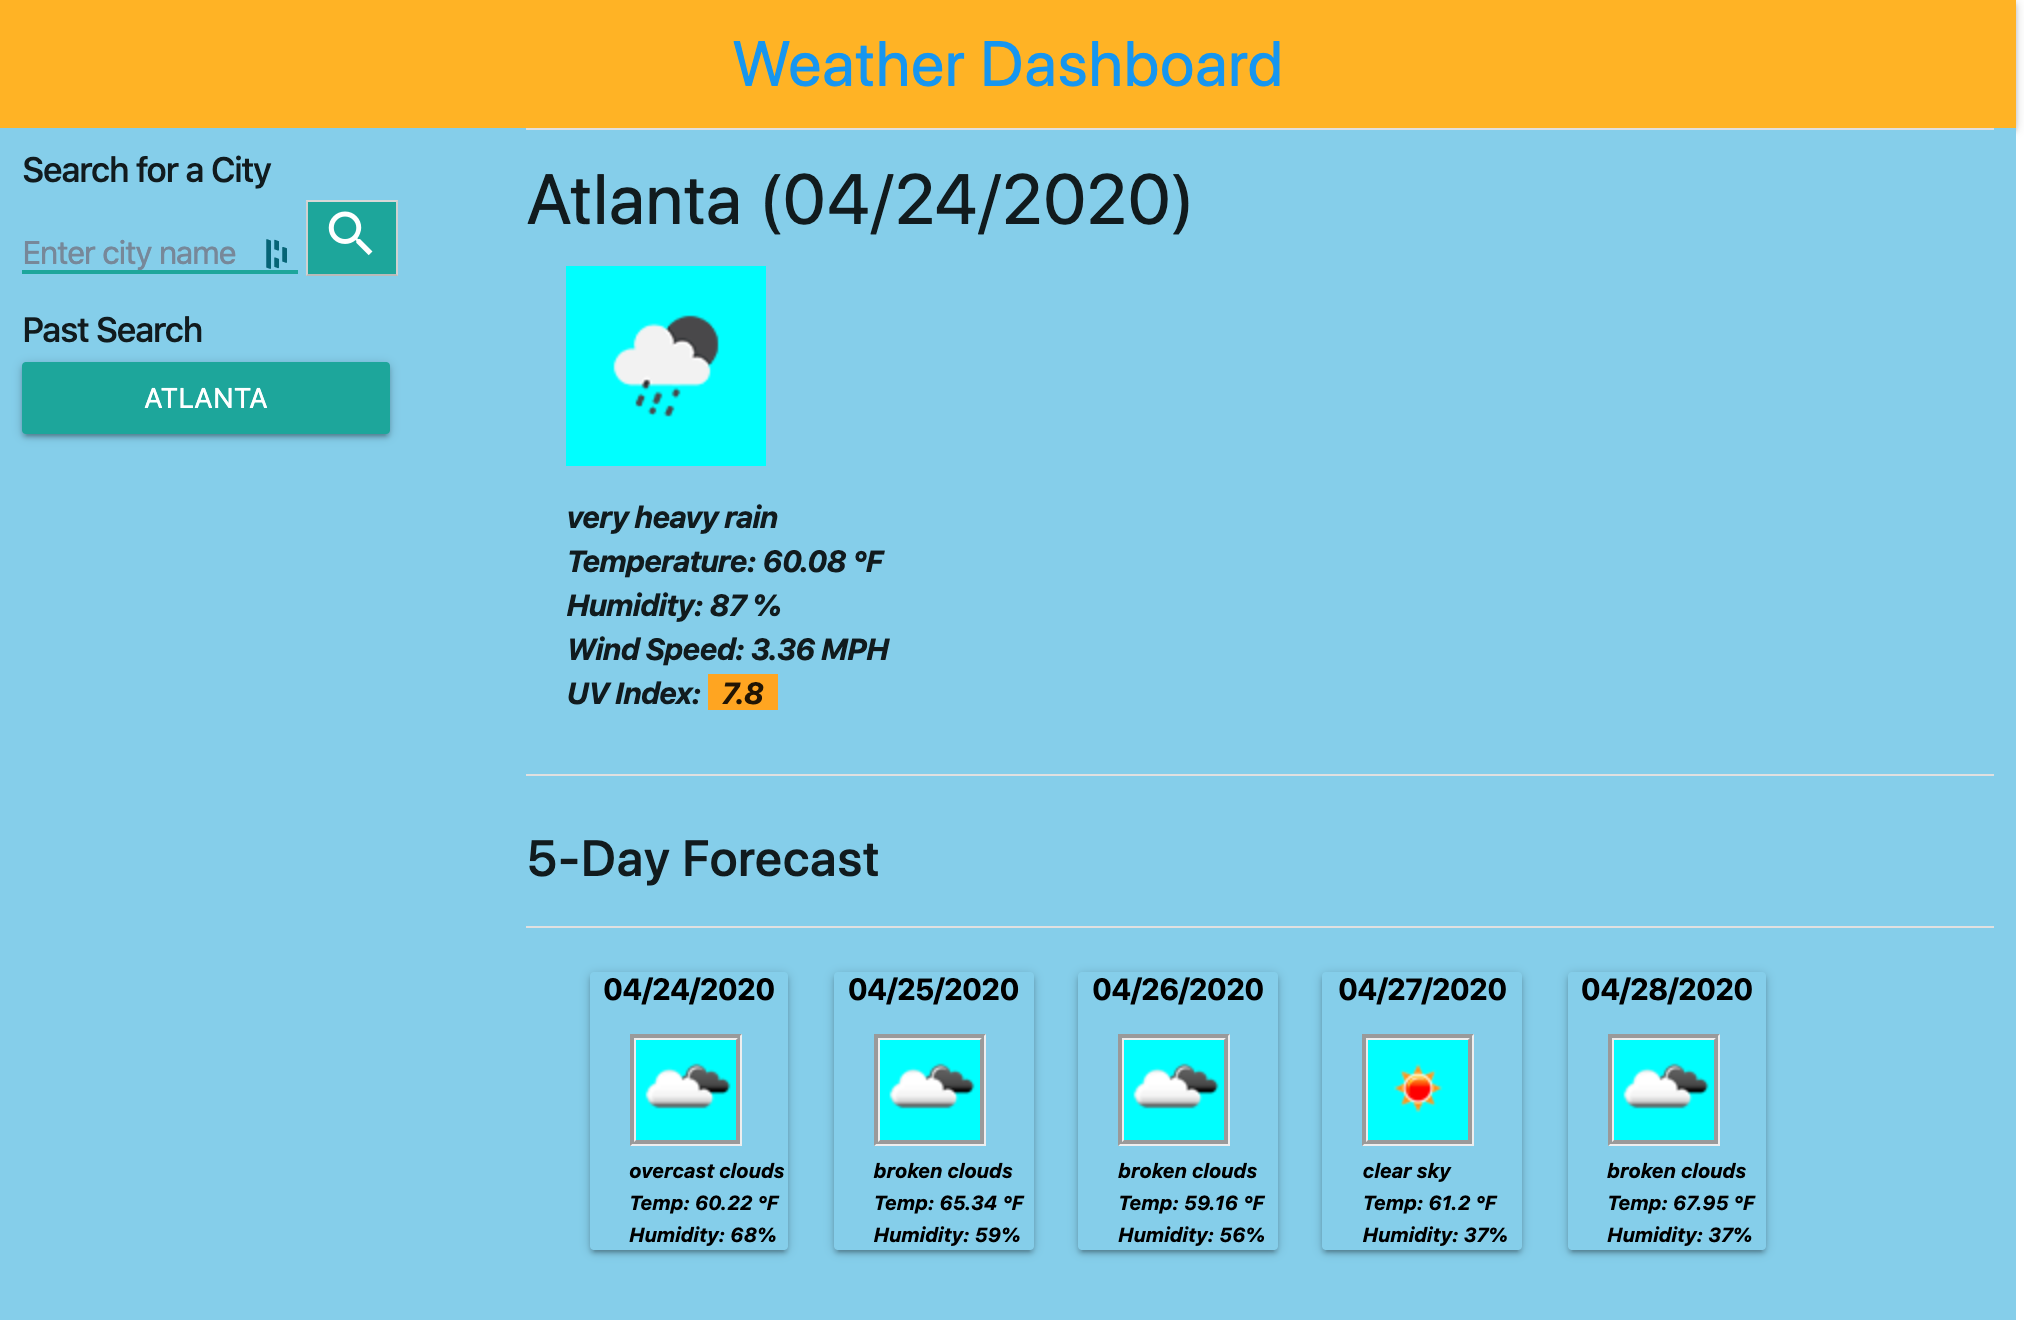 Weather Dashboard
Search for a City
Enter city name
Past Search
ATLANTA
Atlanta (04/24/2020)
very heavy rain
Temperature: 60.08 °F
Humidity: 87 %
Wind Speed: 3.36 MPH
UV Index: 7.8
5-Day Forecast
04/24/2020
overcast clouds
Temp: 60.22 °F
Humidity: 68%
04/25/2020
broken clouds
Temp: 65.34 °F
Humidity: 59%
04/26/2020
broken clouds
Temp: 59.16 °F
Humidity: 56%
04/27/2020
clear sky
Temp: 61.2 °F
Humidity: 37%
04/28/2020
broken clouds
Temp: 67.95 °F
Humidity: 37%